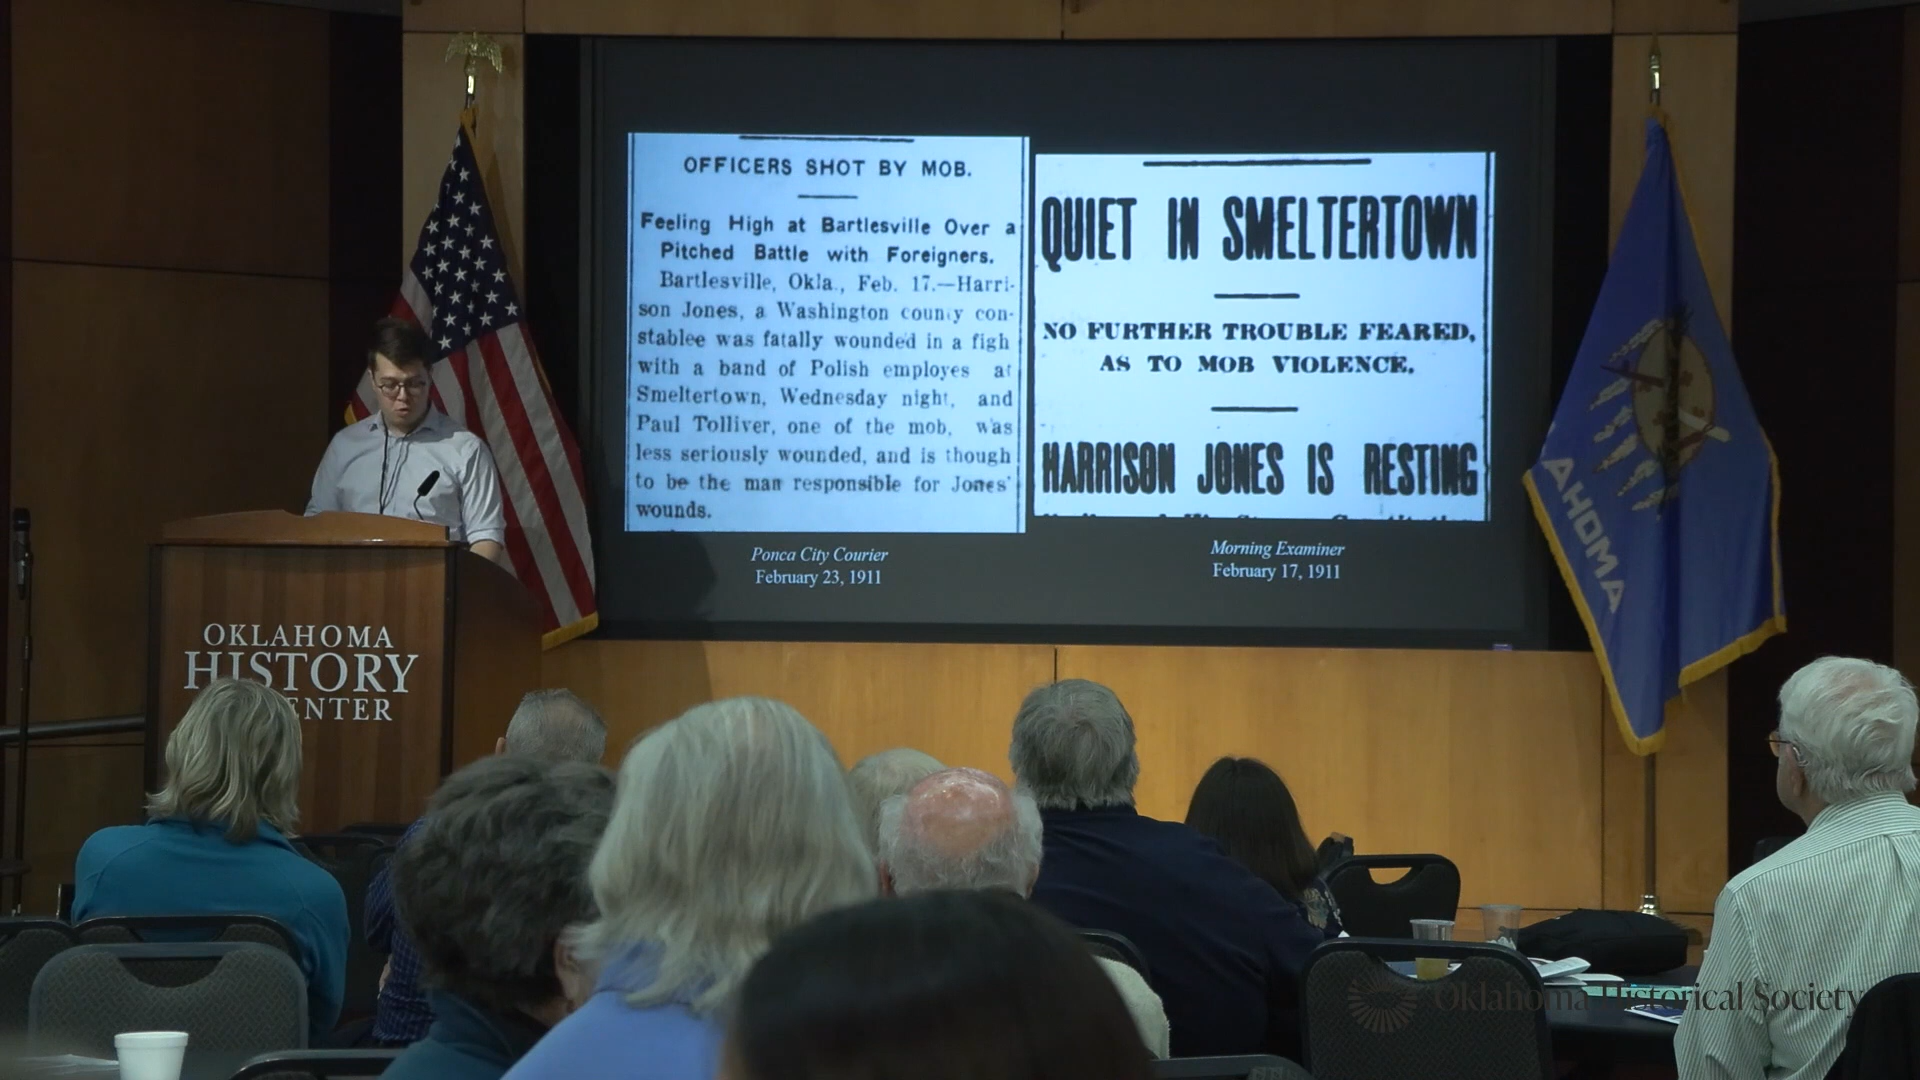 OFFICERS SHOT BY MOB.
Feeling High at Bartlesville Over a
Pitched Battle with Foreigners.
Bartlesville, Okla., Feb. 17.—Harri-
son Jones, a Washington county con-
stablee was fatally wounded in a figh
with a band of Polish employes at
Smeltertown, Wednesday night, and
Paul Tolliver, one of the mob, was
less seriously wounded, and is though
to be the man responsible for Jones'
wounds.
Ponca City Courier
February 23, 1911
QUIET IN SMELTERTOWN
NO FURTHER TROUBLE FEARED,
AS TO MOB VIOLENCE.
HARRISON JONES IS RESTING
Morning Examiner
February 17, 1911
AHOMA
OKLAHOMA
HISTORY
ENTER
Oklahoma Historical Society